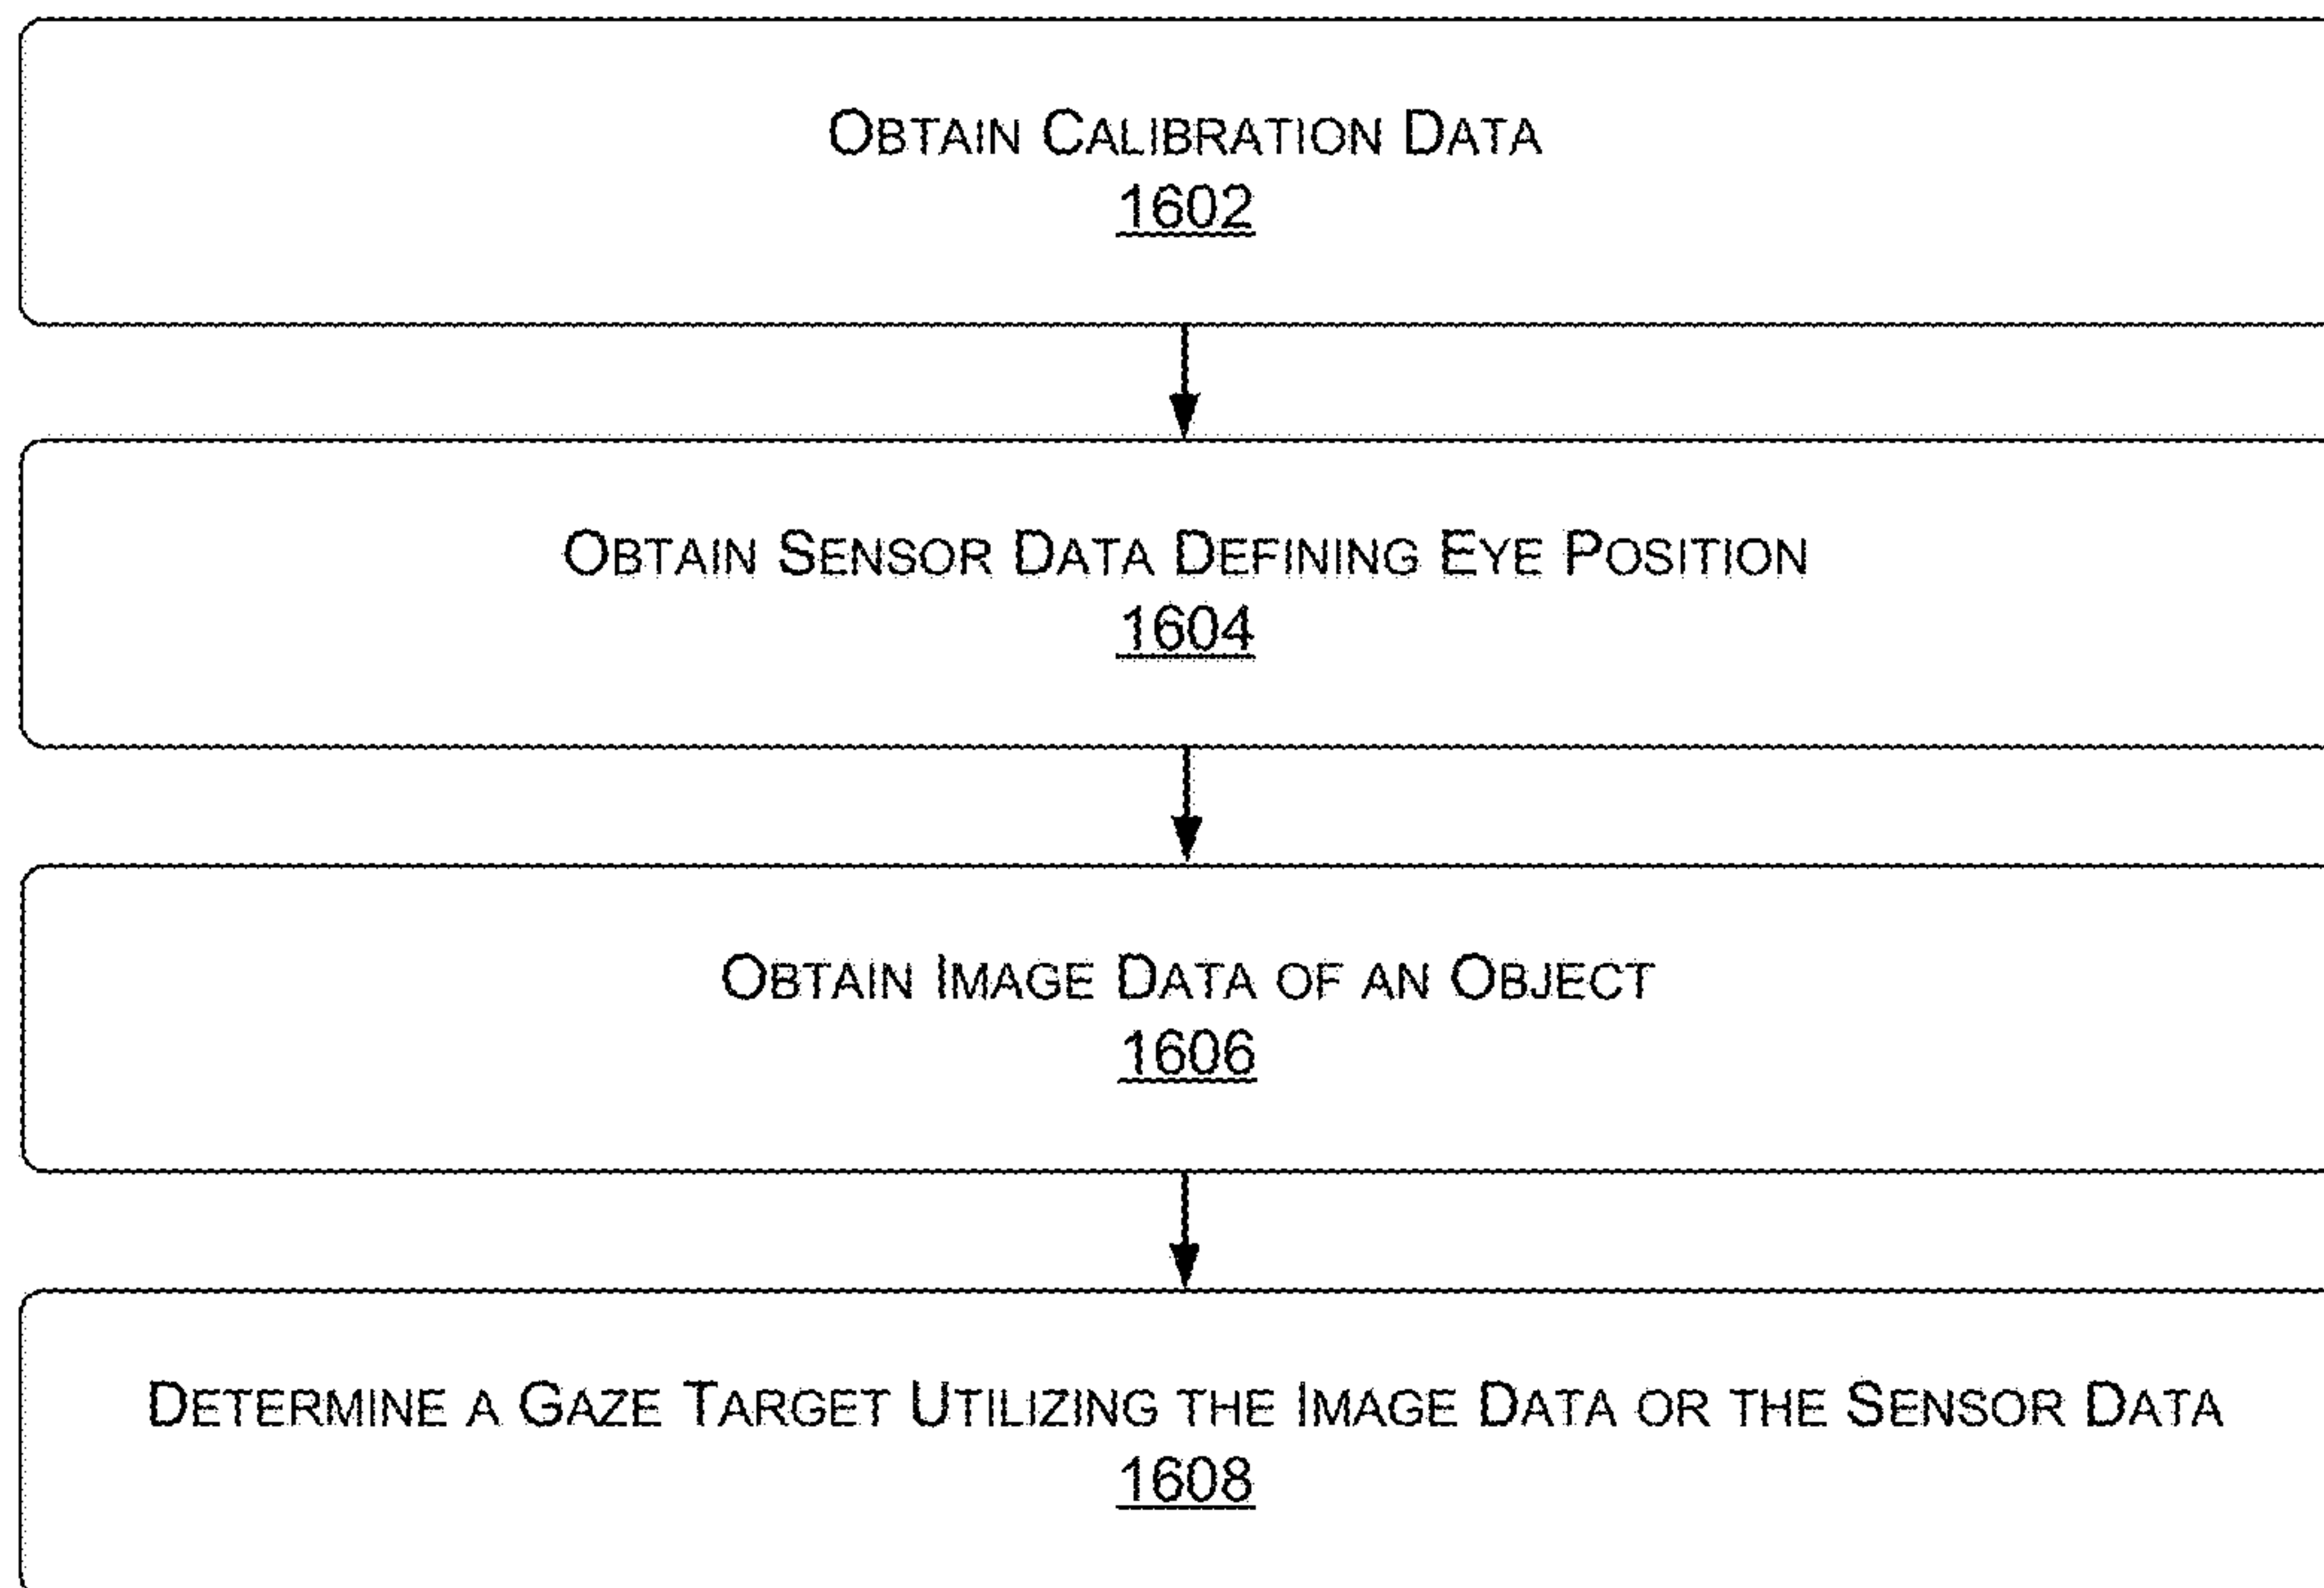 Obtain Calibration Data
1602
Obtain Sensor Data Defining Eye Position
1604
Obtain Image Data of an Object
1606
Determine a Gaze Target Utilizing the Image Data or the Sensor Data
1608